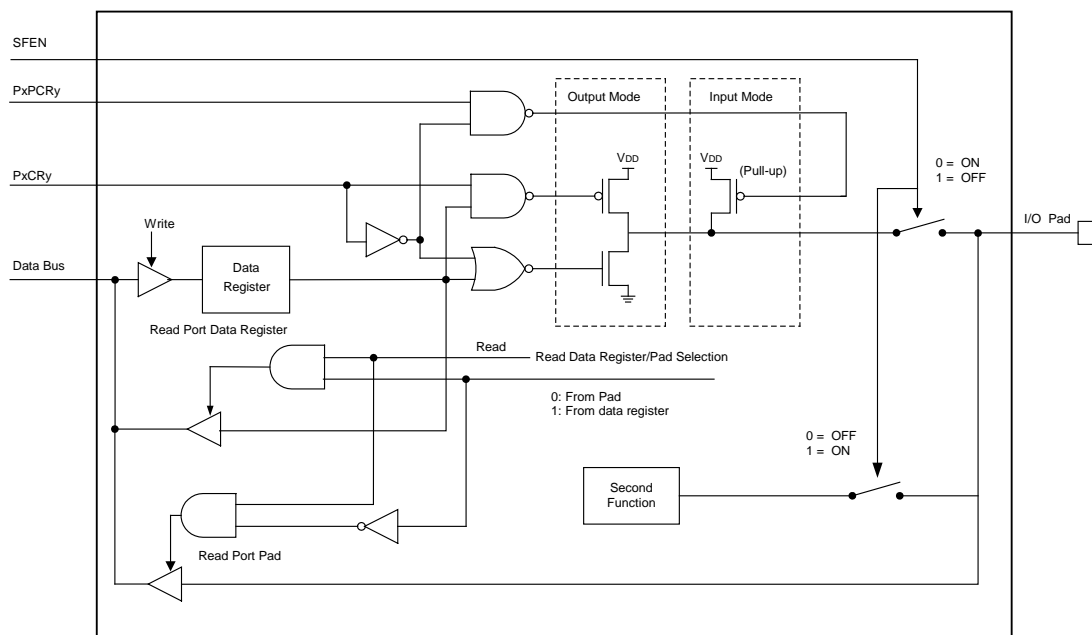 SFEN
PxPCRy
Output Mode
Input Mode
VDD
VDD
(Pull-up)
0 = ON
1 = OFF
PxCRy
I/O Pad
Write
Data Bus
Data
Register
Read Port Data Register
Read
Read Data Register/Pad Selection
0: From Pad
1: From data register
0 = OFF
1 = ON
Second
Function
Read Port Pad